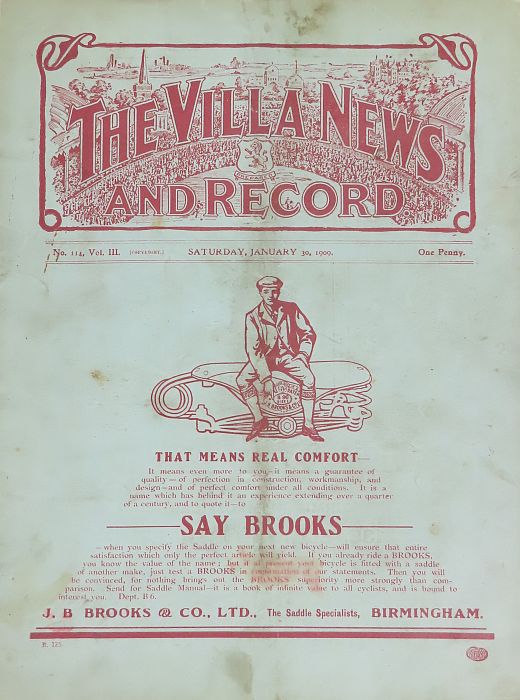 THE VILLA NEWS
AND RECORD.
No. 114, Vol. III. [COPYRIGHT.] SATURDAY, JANUARY 30, 1909. One Penny.
THAT MEANS REAL COMFORT—
It means even more to you—it means a guarantee of
quality—of perfection in construction, workmanship, and
design—and of perfect comfort under all conditions. It is a
name which has behind it an experience extending over a quarter
of a century, and to quote it—to
SAY BROOKS
—when you specify the Saddle on your next new bicycle—will ensure that entire
satisfaction which only the perfect article will yield. If you already ride a BROOKS,
you know the value of the name; but if at present your bicycle is fitted with a saddle
of another make, just test a BROOKS in confirmation of our statements. Then you will
be convinced, for nothing brings out the BROOKS superiority more strongly than com-
parison. Send for Saddle Manual—it is a book of infinite value to all cyclists, and is bound to
interest you. Dept. B6.
J. B BROOKS & CO., LTD., The Saddle Specialists, BIRMINGHAM.
B. 125